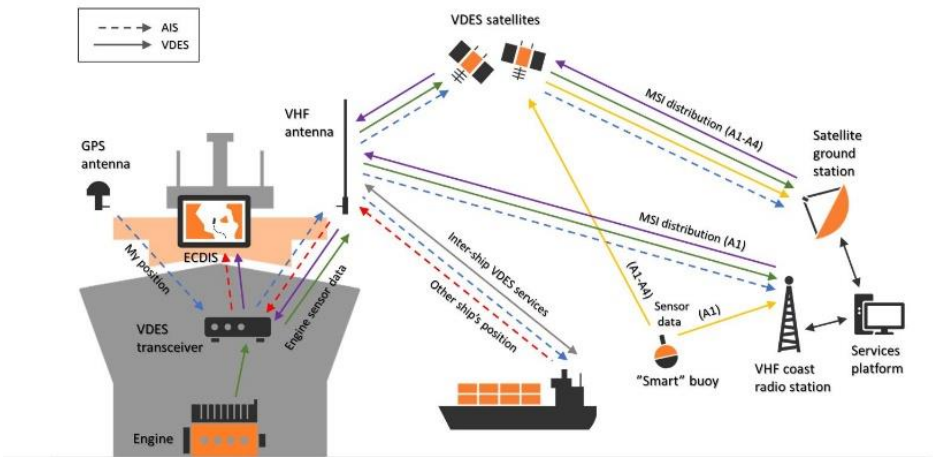 AIS
VDES
VDES satellites
VHF
antenna
GPS
antenna
MSI distribution (A1-A4)
Satellite
ground
station
MSI distribution (A1)
ECDIS
My position
Engine sensor data
Inter-ship VDES services
Other ship's position
(A1-A4)
Sensor
data
(A1)
VDES
transceiver
"Smart" buoy
VHF coast
radio station
Services
platform
Engine